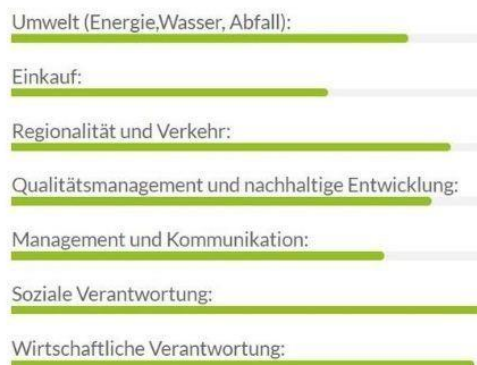 Umwelt (Energie,Wasser, Abfall):
Einkauf:
Regionalität und Verkehr:
Qualitätsmanagement und nachhaltige Entwicklung:
Management und Kommunikation:
Soziale Verantwortung:
Wirtschaftliche Verantwortung: